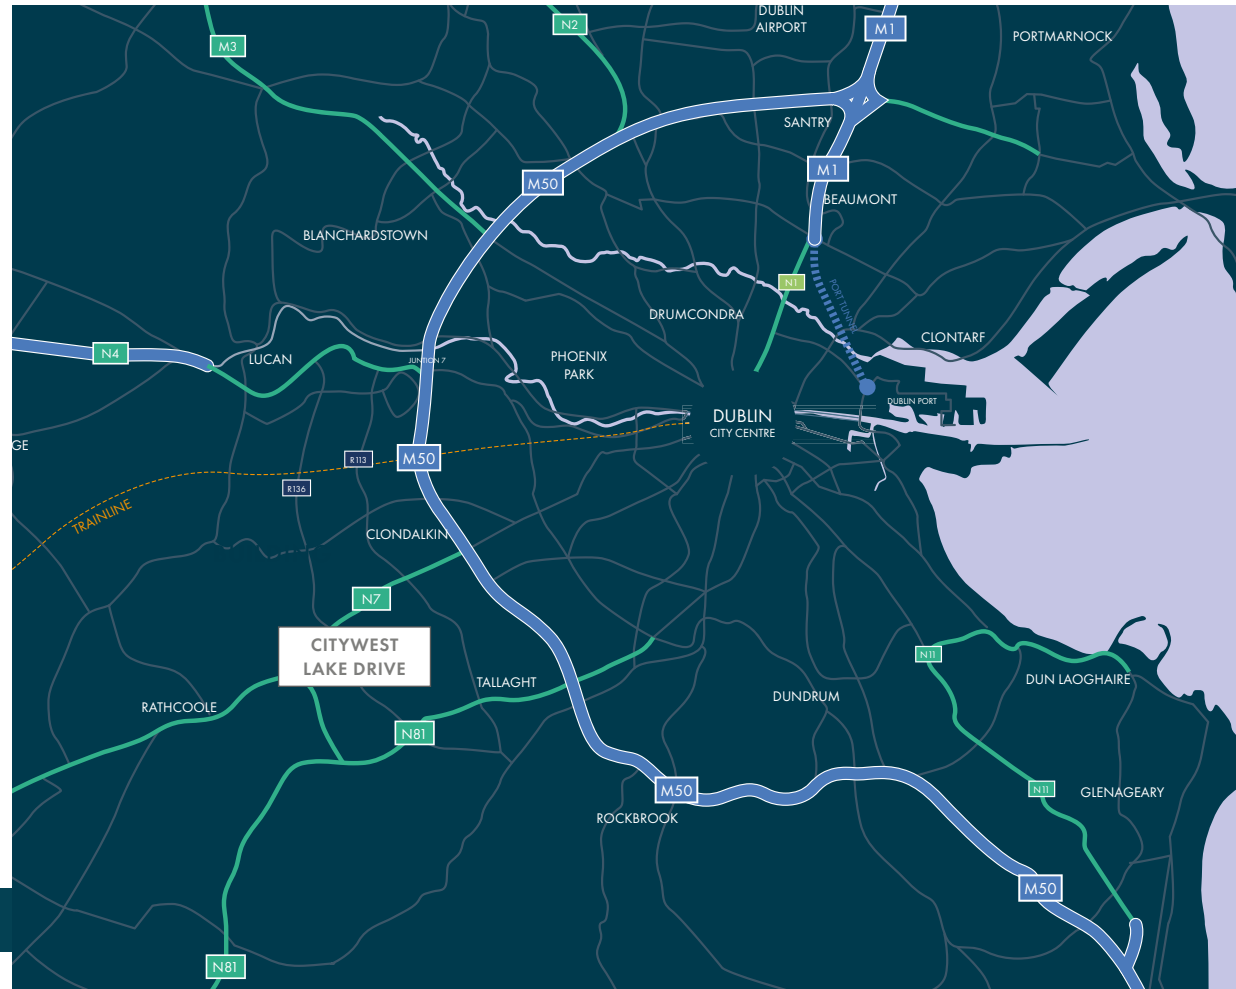 DUBLIN
AIRPORT
N2
M1
PORTMARNOCK
M3
SANTRY
M1
M50
BEAUMONT
BLANCHARDSTOWN
N1
PORT TUNNEL
DRUMCONDRA
CLONTARF
N4
LUCAN
JUNTION 7
PHOENIX
PARK
DUBLIN PORT
DUBLIN
CITY CENTRE
GE
R113
M50
R136
TRAINLINE
CLONDALKIN
N7
CITYWEST
LAKE DRIVE
N11
DUN LAOGHAIRE
TALLAGHT
DUNDRUM
RATHCOOLE
N81
M50
N11
GLENAGEARY
ROCKBROOK
M50
N81